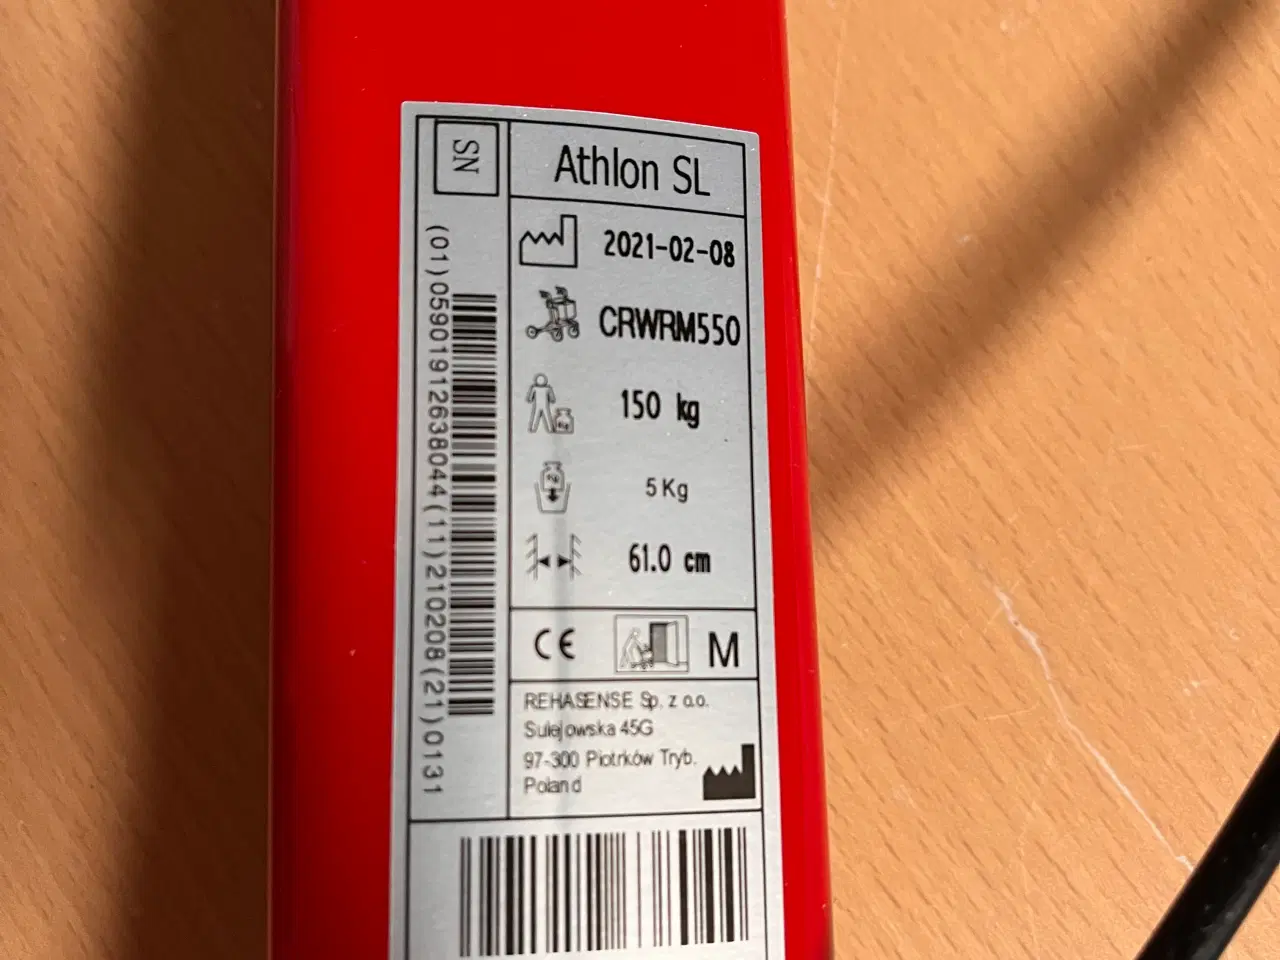 SN
(01)05901912638044(11)210208(21)0131
Athlon SL
2021-02-08
CRWRM550
150 kg
5 Kg
61.0 cm
CE M
REHASENSE Sp. z o.o.
Sulejowska 45G
97-300 Piotrków Tryb.
Poland